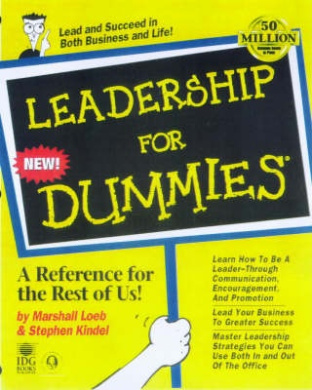 Lead and Succeed in
Both Business and Life!
50
MILLION
LEADERSHIP
FOR
DUMMIES®
NEW!
A Reference for
the Rest of Us!
by Marshall Loeb
& Stephen Kindel
Learn How To Be A
Leader–Through
Communication,
Encouragement,
And Promotion
Lead Your Business
To Greater Success
Master Leadership
Strategies You Can
Use Both In and Out
Of The Office
IDG
BOOKS